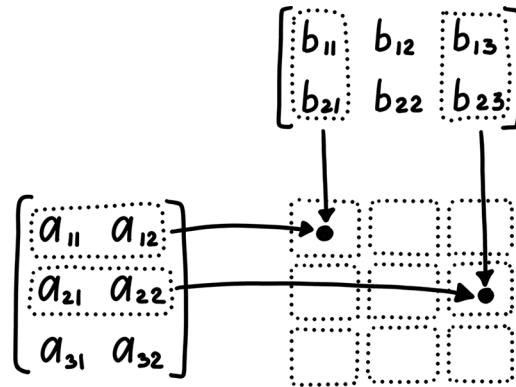 b₁₁ b₁₂ b₁₃
b₂₁ b₂₂ b₂₃
a₁₁ a₁₂
a₂₁ a₂₂
a₃₁ a₃₂